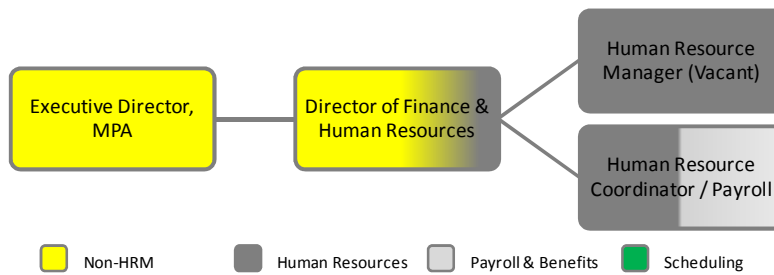 Executive Director,
MPA
Director of Finance &
Human Resources
Human Resource
Manager (Vacant)
Human Resource
Coordinator / Payroll
Non-HRM
Human Resources
Payroll & Benefits
Scheduling